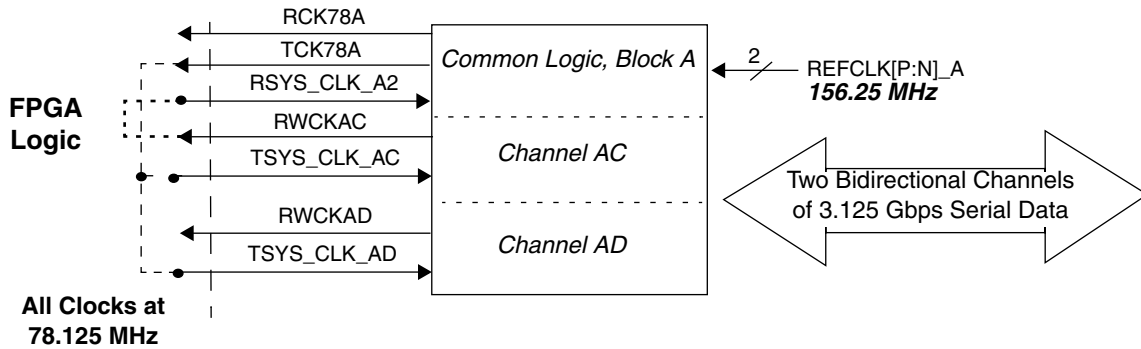 RCK78A
TCK78A
RSYS_CLK_A2
RWCKAC
TSYS_CLK_AC
RWCKAD
TSYS_CLK_AD
FPGA
Logic
All Clocks at
78.125 MHz
Common Logic, Block A
Channel AC
Channel AD
2
REFCLK[P:N]_A
156.25 MHz
Two Bidirectional Channels
of 3.125 Gbps Serial Data